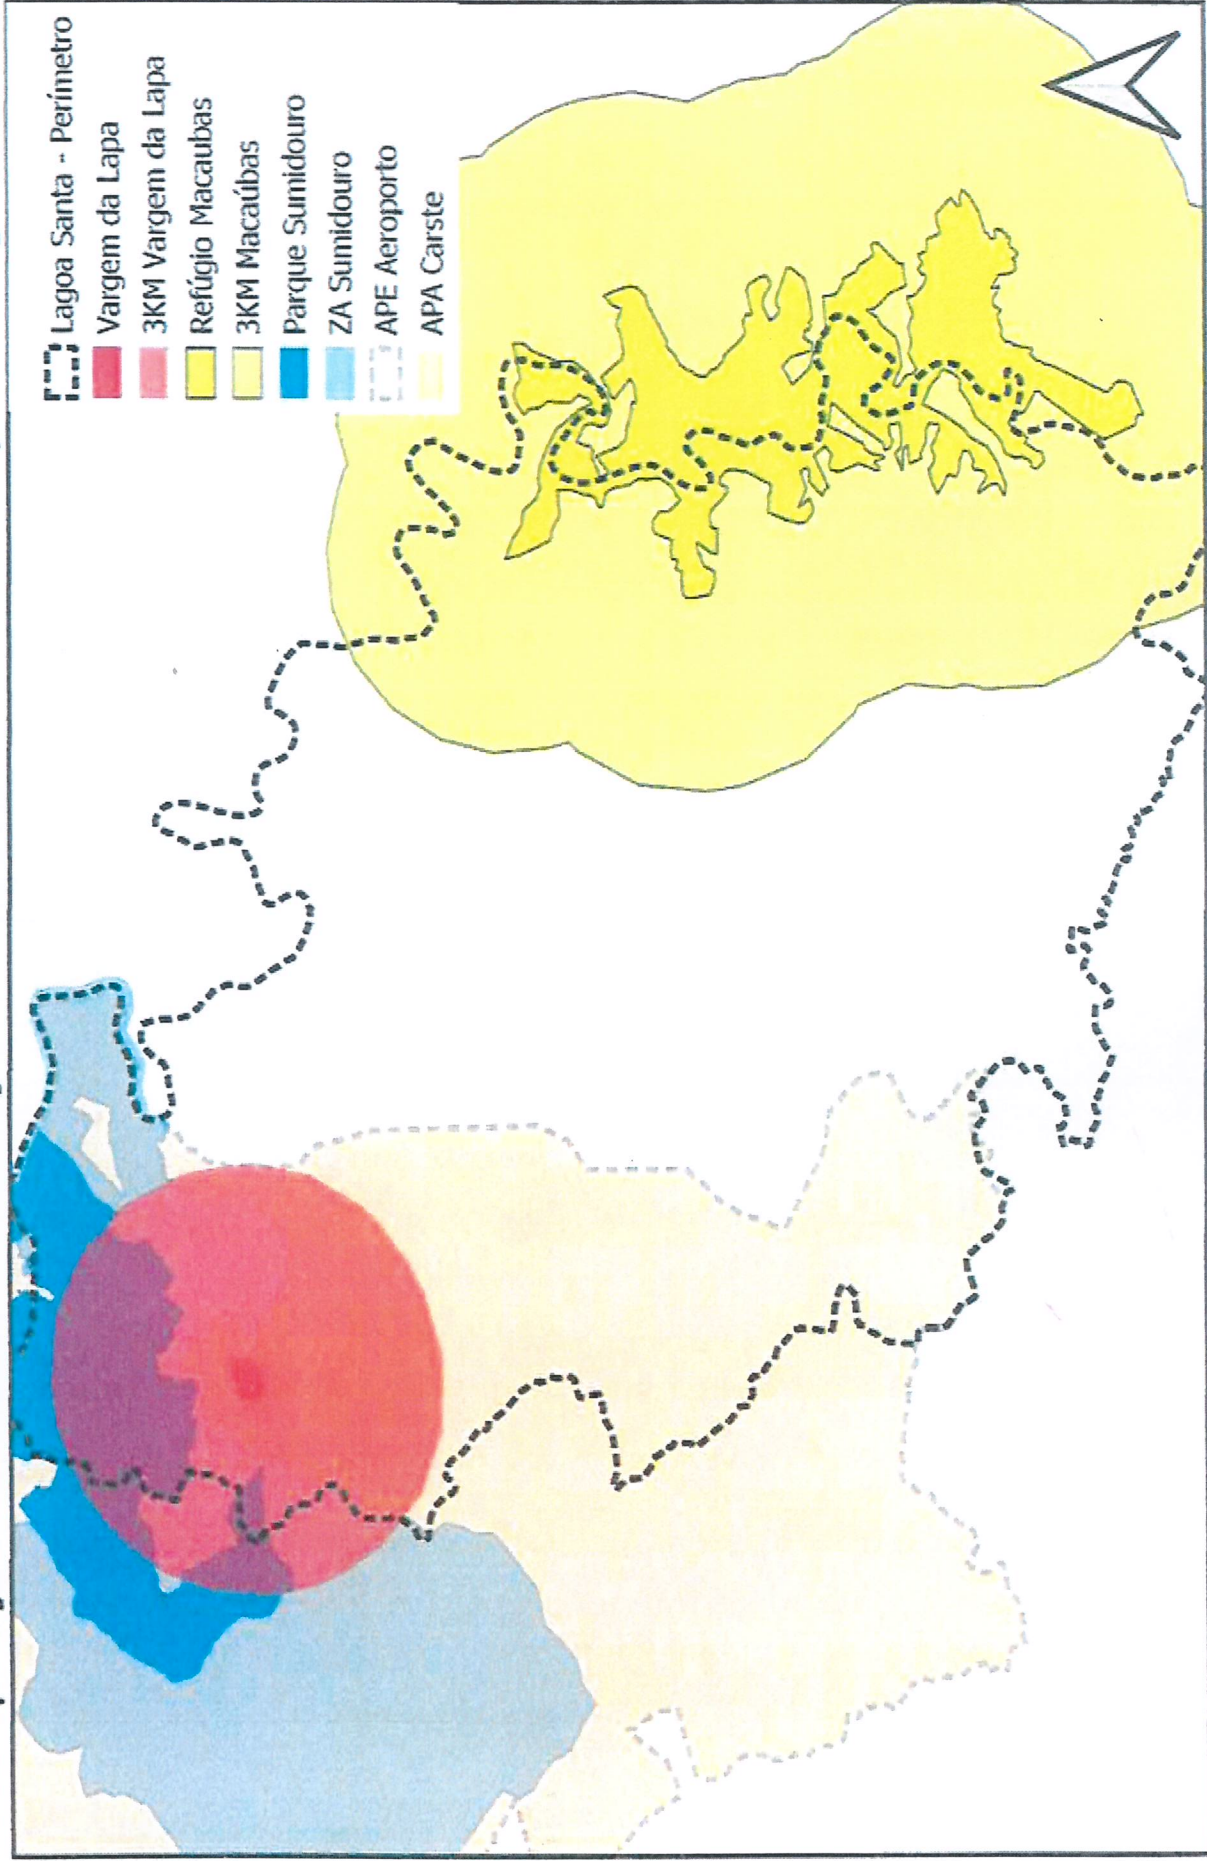 Lagoa Santa - Perímetro
Vargem da Lapa
3KM Vargem da Lapa
Refúgio Macaubas
3KM Macaúbas
Parque Sumidouro
ZA Sumidouro
APE Aeroporto
APA Carste